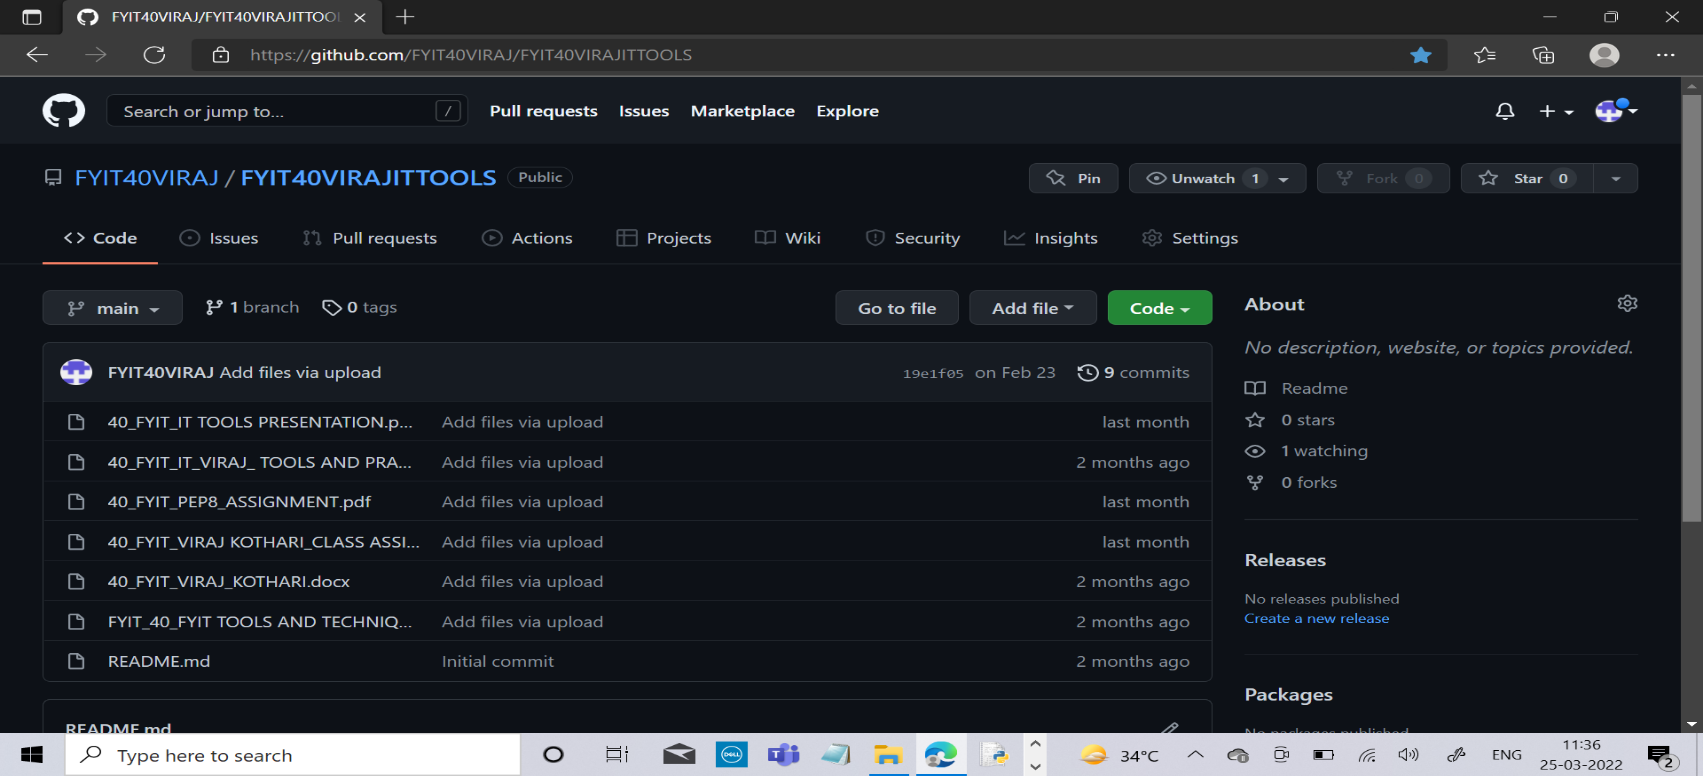 FYIT40VIRAJ/FYIT40VIRAJITTOOL
https://github.com/FYIT40VIRAJ/FYIT40VIRAJITTOOLS
Search or jump to... / Pull requests Issues Marketplace Explore
FYIT40VIRAJ / FYIT40VIRAJITTOOLS Public Pin Unwatch 1 Fork 0 Star 0
Code Issues Pull requests Actions Projects Wiki Security Insights Settings
main 1 branch 0 tags Go to file Add file Code
FYIT40VIRAJ Add files via upload 19e1f05 on Feb 23 9 commits
40_FYIT_IT TOOLS PRESENTATION.p... Add files via upload last month
40_FYIT_IT_VIRAJ_ TOOLS AND PRA... Add files via upload 2 months ago
40_FYIT_PEP8_ASSIGNMENT.pdf Add files via upload last month
40_FYIT_VIRAJ KOTHARI_CLASS ASSI... Add files via upload last month
40_FYIT_VIRAJ_KOTHARI.docx Add files via upload 2 months ago
FYIT_40_FYIT TOOLS AND TECHNIQ... Add files via upload 2 months ago
README.md Initial commit 2 months ago
README.md
About
No description, website, or topics provided.
Readme
0 stars
1 watching
0 forks
Releases
No releases published
Create a new release
Packages
No packages published
Type here to search DELL 34°C ENG 11:36
25-03-2022 2